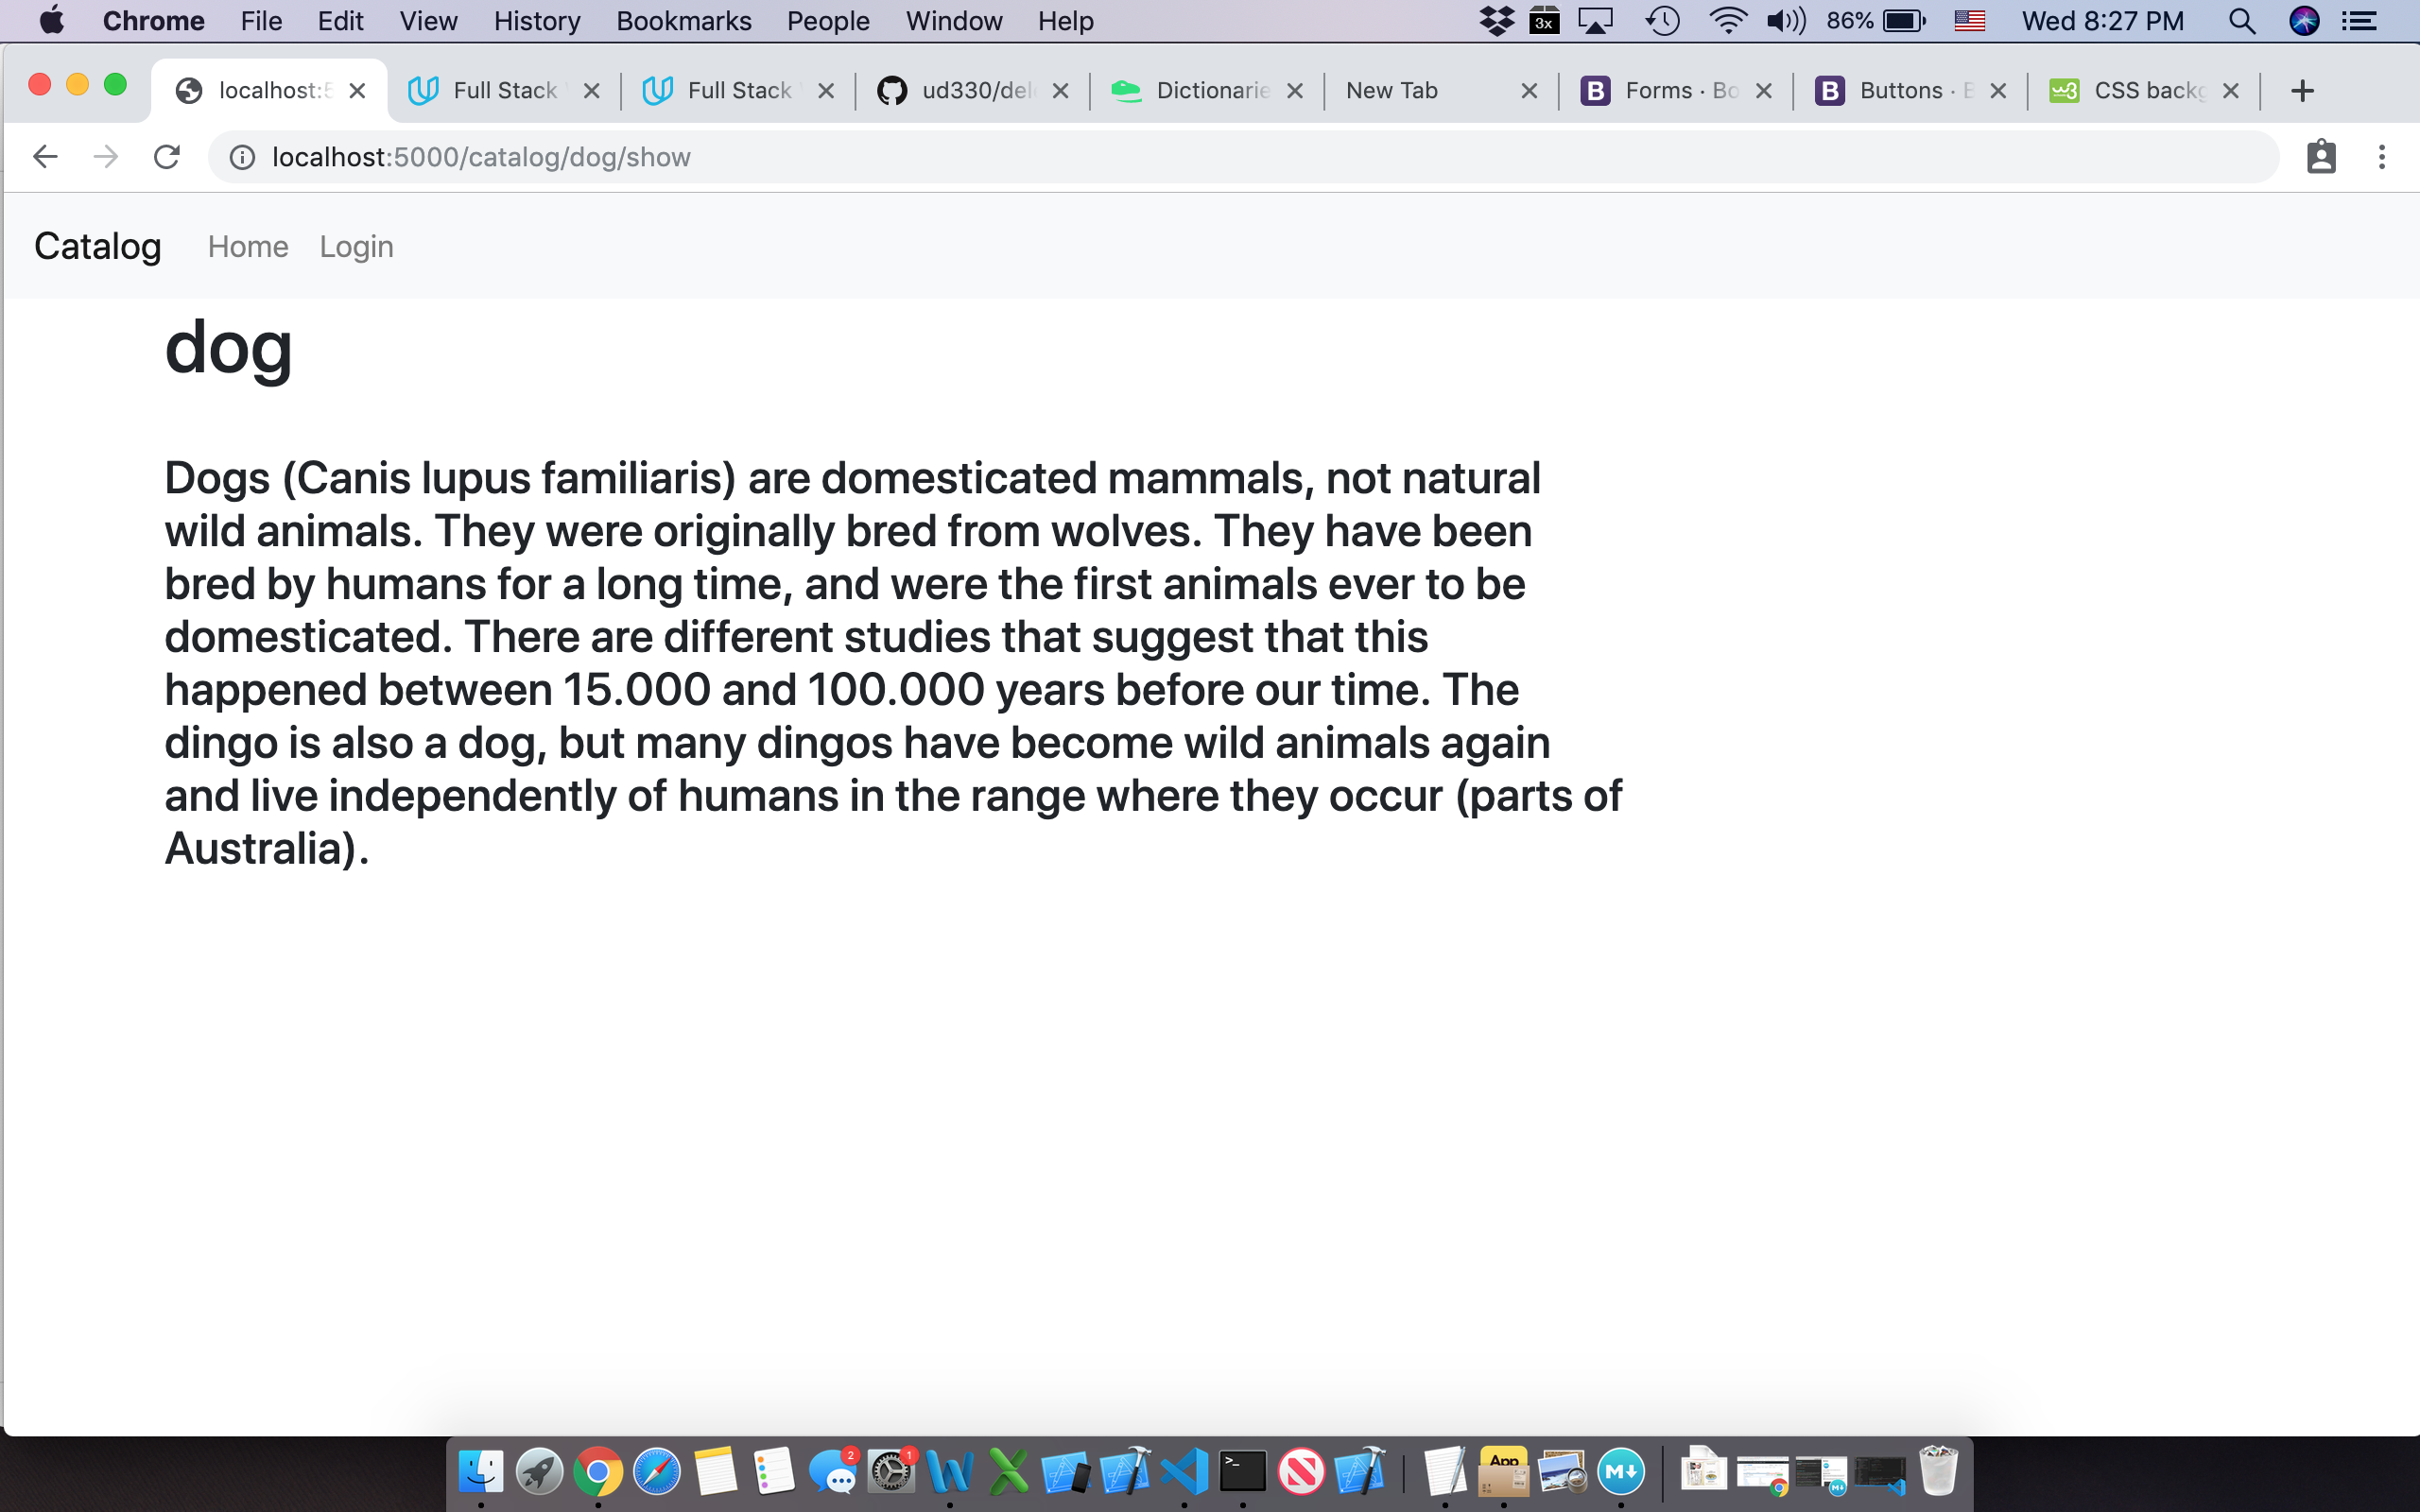 Chrome File Edit View History Bookmarks People Window Help 3x 86% Wed 8:27 PM
localhost:5 Full Stack Full Stack ud330/del Dictionarie New Tab Forms · Bo Buttons · CSS backg
localhost:5000/catalog/dog/show
Catalog Home Login
dog
Dogs (Canis lupus familiaris) are domesticated mammals, not natural
wild animals. They were originally bred from wolves. They have been
bred by humans for a long time, and were the first animals ever to be
domesticated. There are different studies that suggest that this
happened between 15.000 and 100.000 years before our time. The
dingo is also a dog, but many dingos have become wild animals again
and live independently of humans in the range where they occur (parts of
Australia).
2 1 App